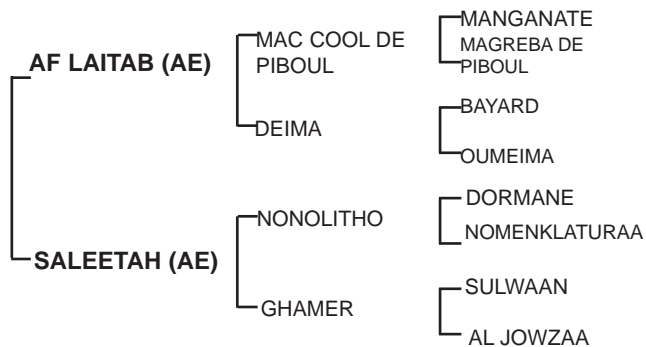 AF LAITAB (AE)
MAC COOL DE
PIBOUL
MANGANATE
MAGREBA DE
PIBOUL
DEIMA
BAYARD
OUMEIMA
SALEETAH (AE)
NONOLITHO
DORMANE
NOMENKLATURAA
GHAMER
SULWAAN
AL JOWZAA